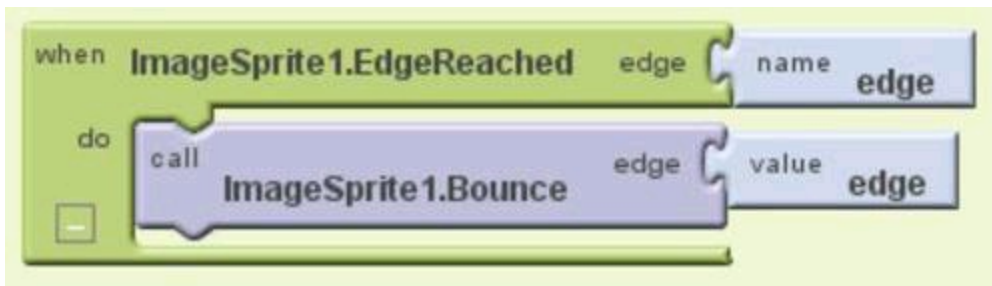 when ImageSprite1.EdgeReached edge name edge
do call ImageSprite1.Bounce edge value edge